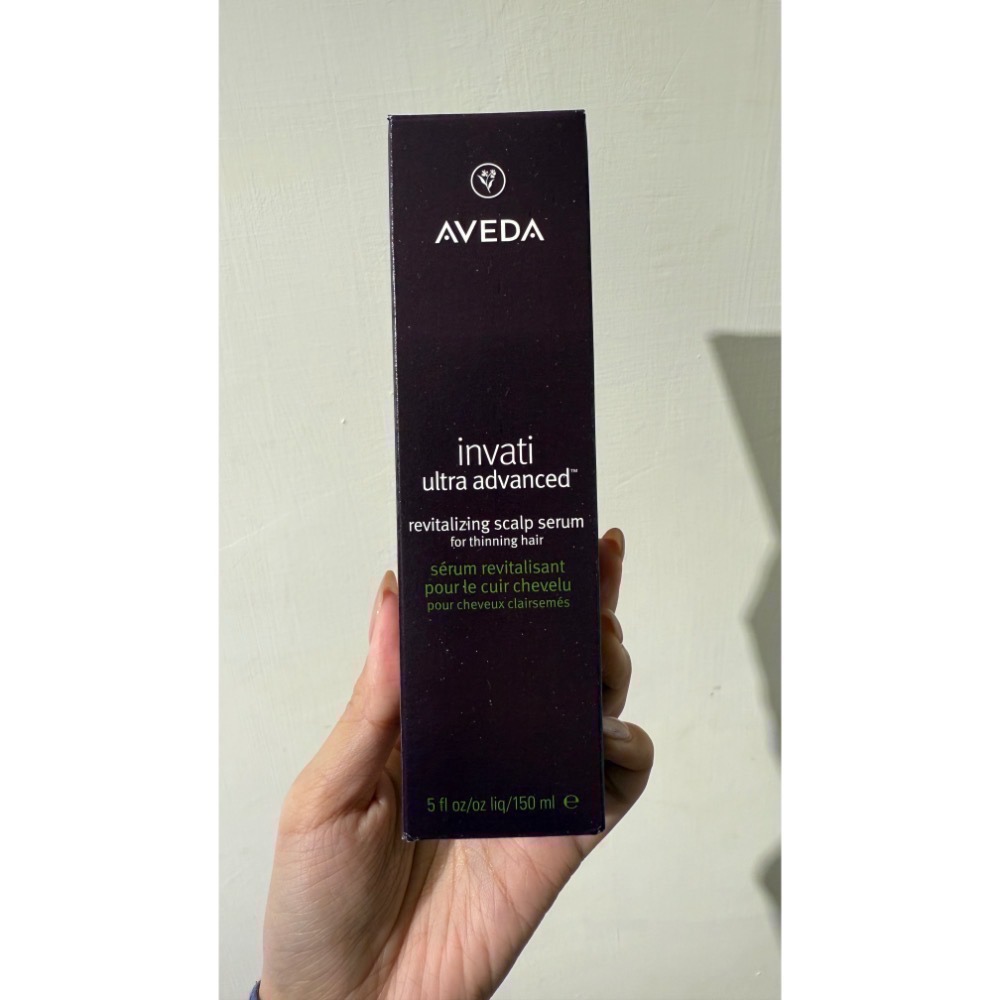 AVEDA
invati
ultra advanced™
revitalizing scalp serum
for thinning hair
sérum revitalisant
pour le cuir chevelu
pour cheveux clairsemés
5 fl oz/oz liq/150 ml ℮